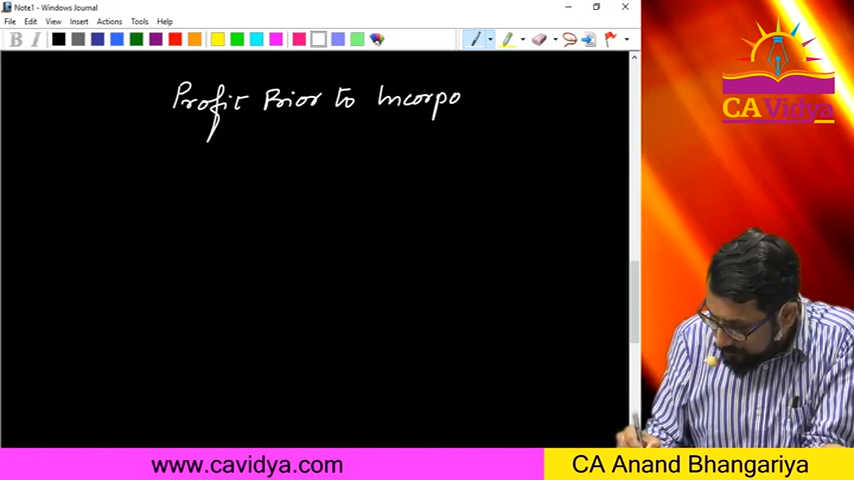 Note1 - Windows Journal
File Edit View Insert Actions Tools Help
B I
Profit Prior to Incorpo
CA Vidya
www.cavidya.com
CA Anand Bhangariya